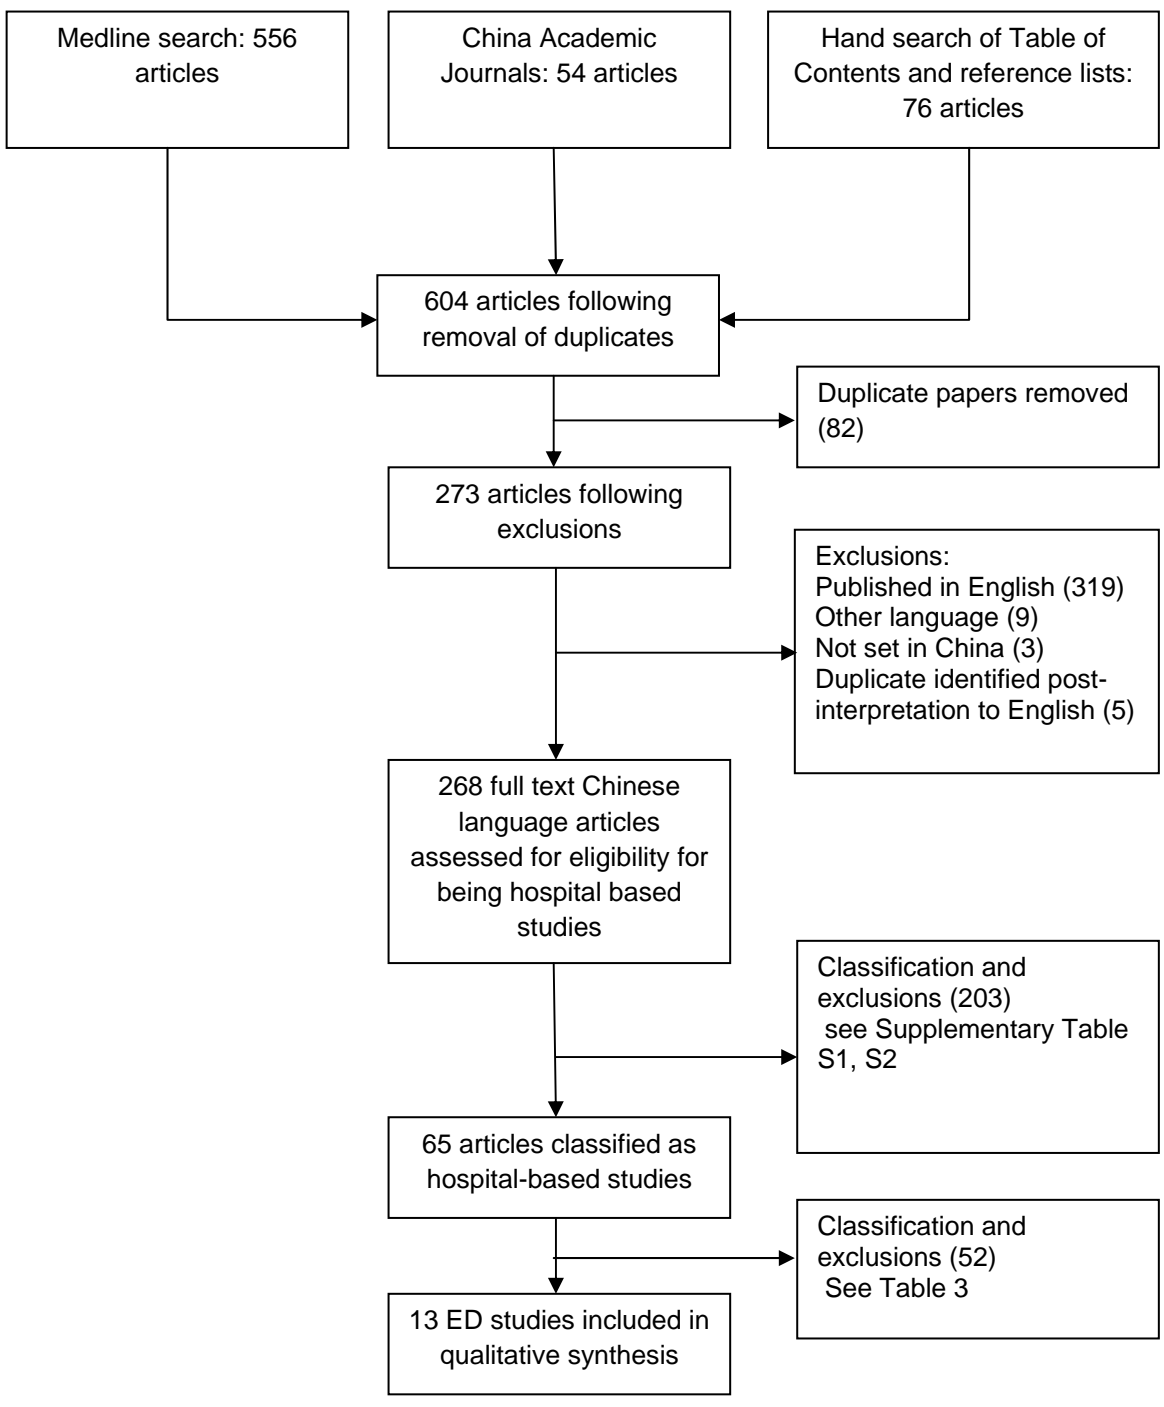 Medline search: 556
articles
China Academic
Journals: 54 articles
Hand search of Table of
Contents and reference lists:
76 articles
604 articles following
removal of duplicates
Duplicate papers removed
(82)
273 articles following
exclusions
Exclusions:
Published in English (319)
Other language (9)
Not set in China (3)
Duplicate identified post-
interpretation to English (5)
268 full text Chinese
language articles
assessed for eligibility for
being hospital based
studies
Classification and
exclusions (203)
see Supplementary Table
S1, S2
65 articles classified as
hospital-based studies
Classification and
exclusions (52)
See Table 3
13 ED studies included in
qualitative synthesis